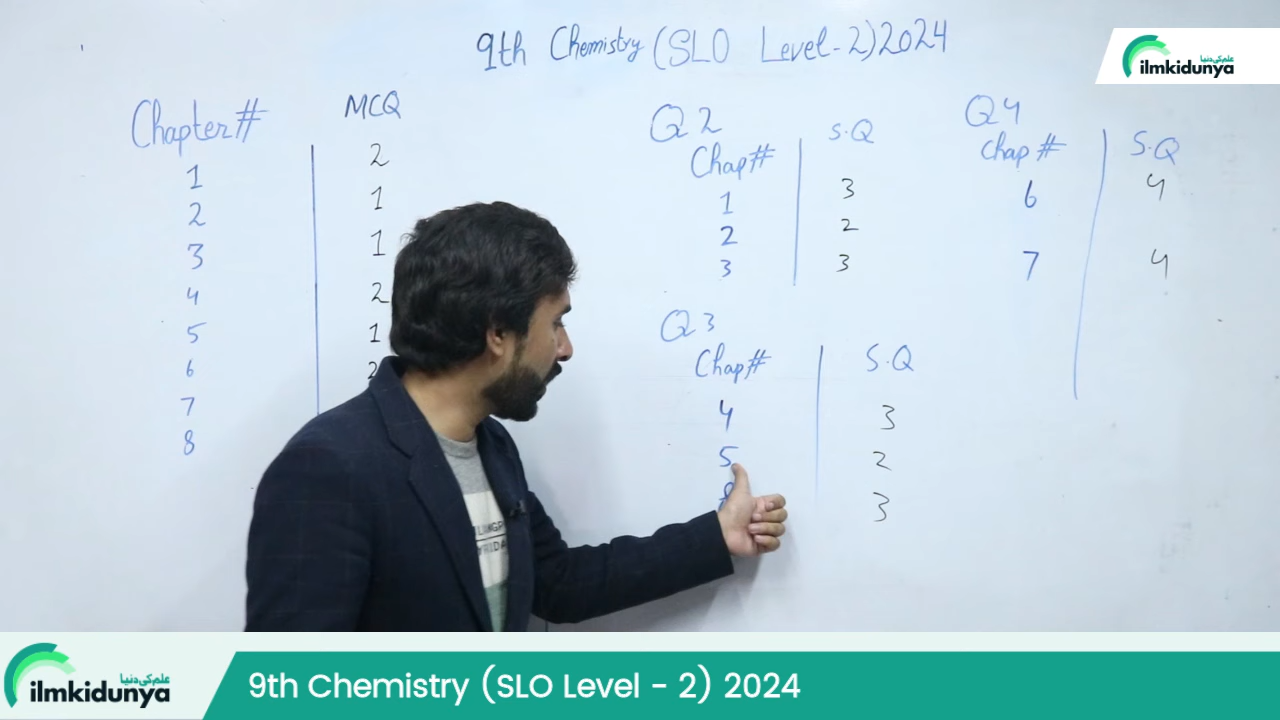 9th Chemistry (SLO Level-2) 2024
علم کی دنیا
ilmkidunya
Chapter# MCQ
1 2
2 1
3 1
4 2
5 1
6 2
7
8
Q2
Chap# S.Q
1 3
2 2
3 3
Q3
Chap# S.Q
4 3
5 2
3
Q4
Chap# S.Q
6 4
7 4
علم کی دنیا
ilmkidunya
9th Chemistry (SLO Level - 2) 2024